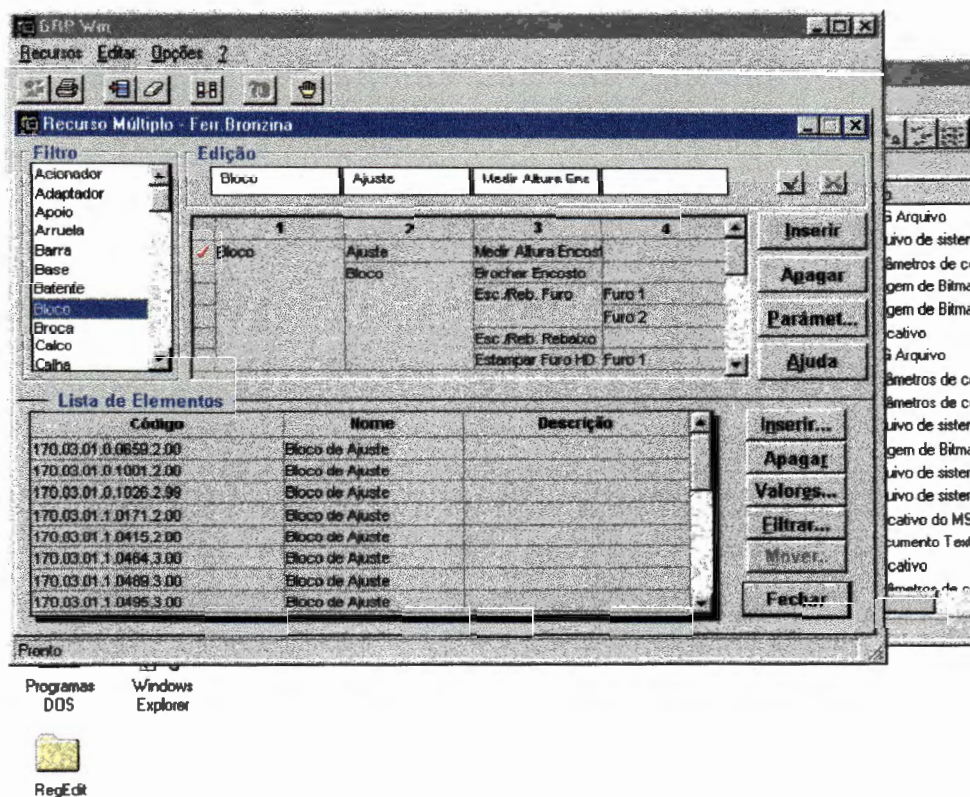 GRP Win
Recursos Editar Opções ?
Recurso Múltiplo - Ferr.Bronzina
Filtro
Acionador
Adaptador
Apoio
Arruela
Barra
Base
Batente
Bloco
Broca
Calco
Calha
Edição
Bloco Ajuste Medir Altura Enc
1 2 3 4
Bloco Ajuste Medir Altura Encost
Bloco Brochar Encosto
Esc./Reb. Furo Furo 1
Furo 2
Esc./Reb. Rebaixo
Estampar Furo HD Furo 1
Inserir
Apagar
Parâmet...
Ajuda
Lista de Elementos
Código Nome Descrição
170.03.01.0.0659.2.00 Bloco de Ajuste
170.03.01.0.1001.2.00 Bloco de Ajuste
170.03.01.0.1026.2.99 Bloco de Ajuste
170.03.01.1.0171.2.00 Bloco de Ajuste
170.03.01.1.0415.2.00 Bloco de Ajuste
170.03.01.1.0464.3.00 Bloco de Ajuste
170.03.01.1.0489.3.00 Bloco de Ajuste
170.03.01.1.0495.3.00 Bloco de Ajuste
Inserir...
Apagar
Valores...
Filtrar...
Mover..
Fechar
Pronto
o
G Arquivo
uivo de sistem
âmetros de co
gem de Bitma
gem de Bitma
cativo
G Arquivo
âmetros de co
âmetros de co
uivo de sistem
gem de Bitma
uivo de sistem
uivo de sistem
cativo do MS
cumento Text
cativo
âmetros de c
Programas
DOS
Windows
Explorer
RegEdit